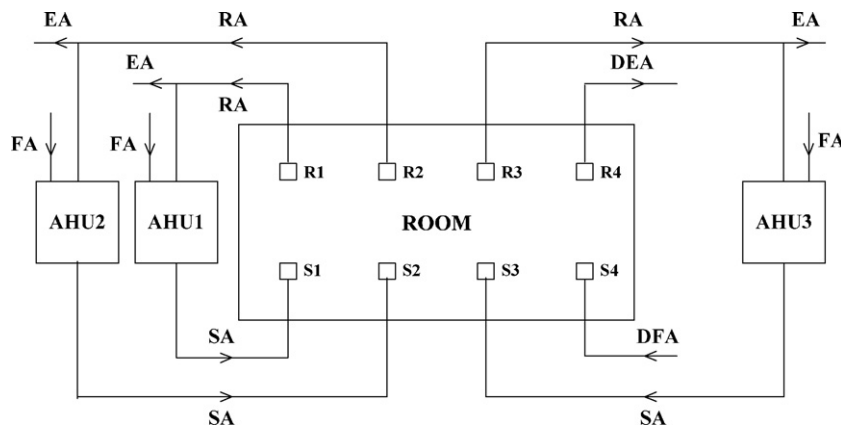 EA RA RA EA
EA DEA
RA
FA FA FA
R1 R2 R3 R4
AHU2 AHU1 ROOM AHU3
S1 S2 S3 S4
SA DFA
SA SA